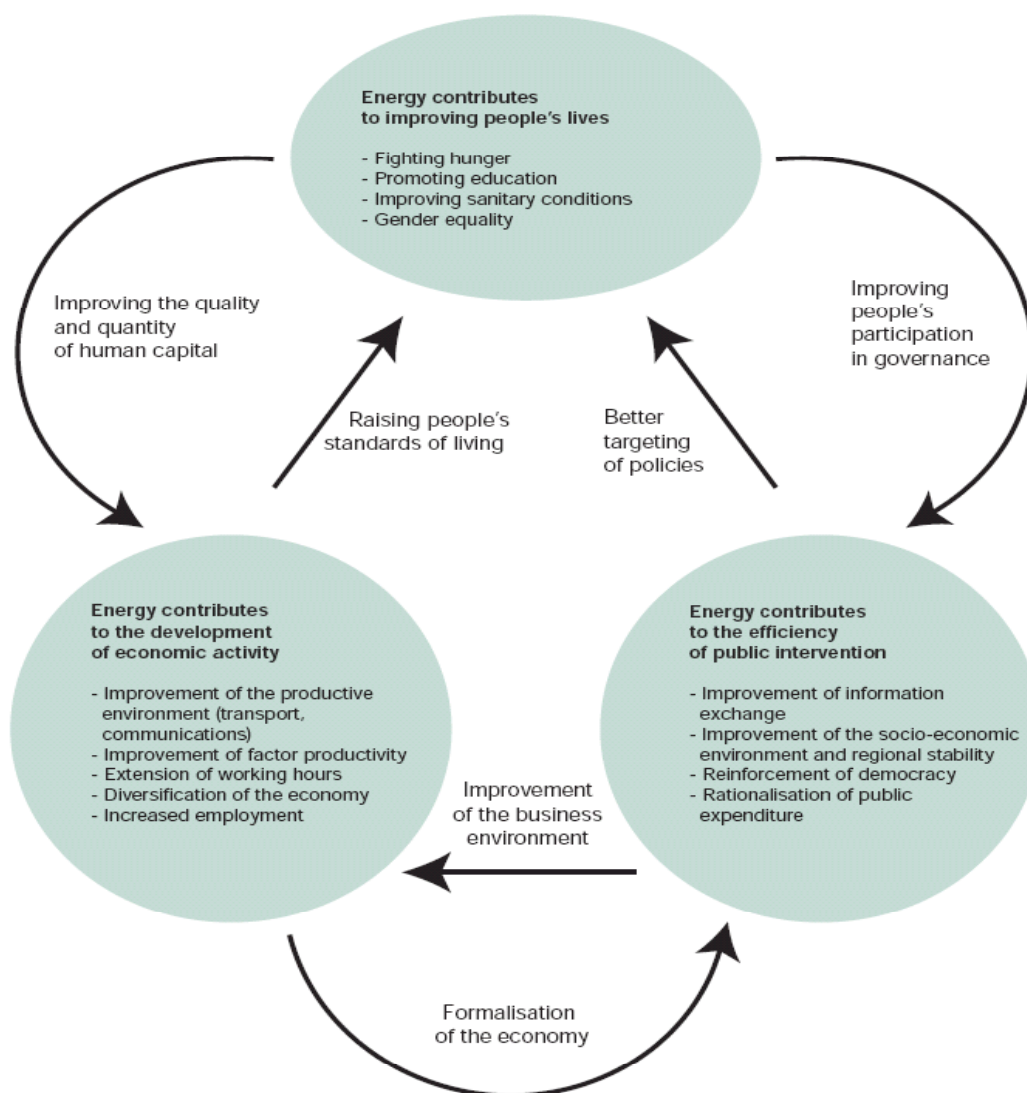 Energy contributes
to improving people's lives
- Fighting hunger
- Promoting education
- Improving sanitary conditions
- Gender equality
Improving the quality
and quantity
of human capital
Improving
people's
participation
in governance
Raising people's
standards of living
Better
targeting
of policies
Energy contributes
to the development
of economic activity
- Improvement of the productive
environment (transport,
communications)
- Improvement of factor productivity
- Extension of working hours
- Diversification of the economy
- Increased employment
Energy contributes
to the efficiency
of public intervention
- Improvement of information
exchange
- Improvement of the socio-economic
environment and regional stability
- Reinforcement of democracy
- Rationalisation of public
expenditure
Improvement
of the business
environment
Formalisation
of the economy